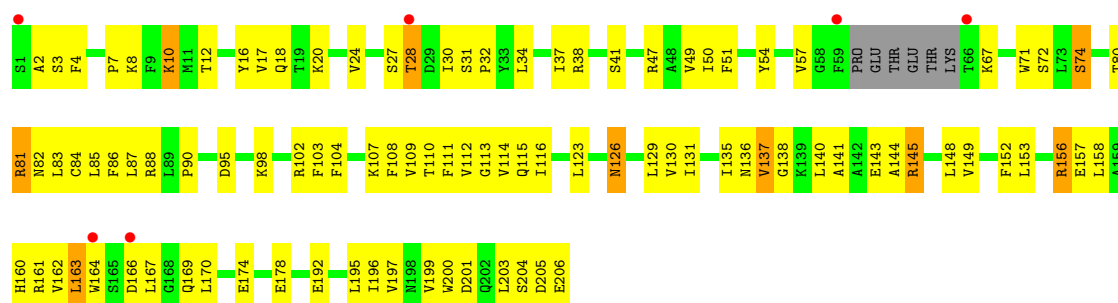 S1 A2 S3 F4 P7 K8 F9 K10 M11 T12 Y16 V17 Q18 T19 K20 V24 S27 T28 D29 I30 S31 P32 Y33 L34 I37 R38 S41 R47 A48 V49 I50 F51 Y54 V57 G58 F59 PRO GLU THR GLU THR LYS T66 K67 W71 S72 L73 S74 T80
R81 N82 L83 C84 L85 F86 L87 R88 L89 P90 D95 K98 R102 F103 F104 K107 F108 V109 T110 F111 V112 G113 V114 Q115 I116 L123 N126 L129 V130 I131 I135 N136 V137 G138 K139 L140 A141 A142 E143 A144 R145 L148 V149 F152 L153 R156 E157 L158 A159
H160 R161 V162 L163 W164 S165 D166 L167 G168 Q169 L170 E174 E178 E192 L195 I196 V197 N198 V199 W200 D201 Q202 L203 S204 D205 E206